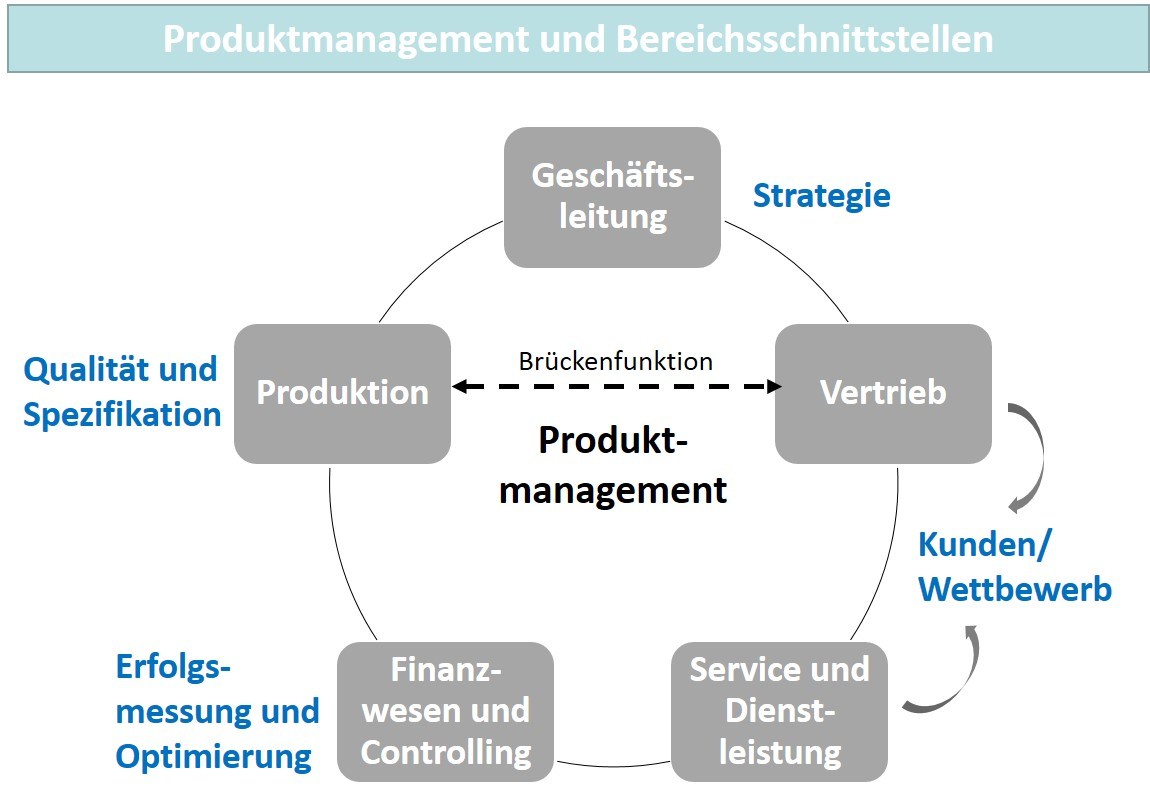 Produktmanagement und Bereichsschnittstellen
Geschäfts-
leitung
Strategie
Qualität und
Spezifikation
Produktion
Brückenfunktion
Vertrieb
Produkt-
management
Kunden/
Wettbewerb
Erfolgs-
messung und
Optimierung
Finanz-
wesen und
Controlling
Service und
Dienst-
leistung